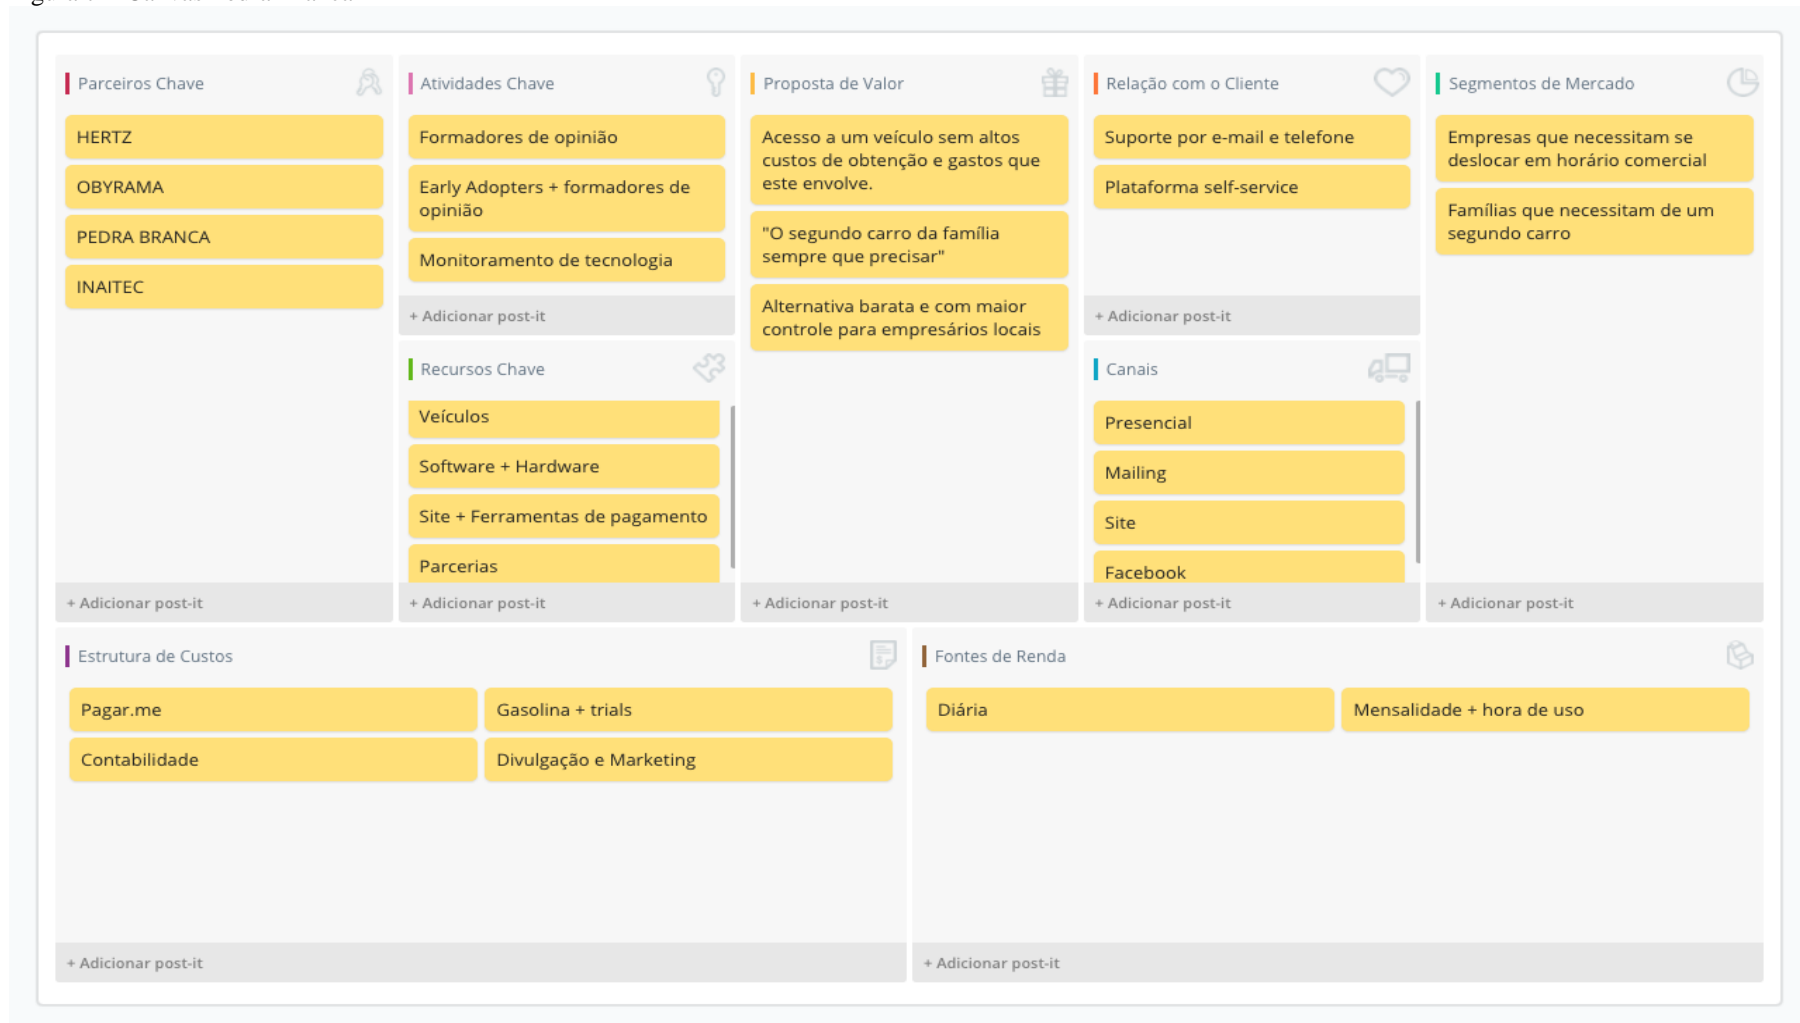 Parceiros Chave
HERTZ
OBYRAMA
PEDRA BRANCA
INAITEC
+ Adicionar post-it
Atividades Chave
Formadores de opinião
Early Adopters + formadores de
opinião
Monitoramento de tecnologia
+ Adicionar post-it
Recursos Chave
Veículos
Software + Hardware
Site + Ferramentas de pagamento
Parcerias
+ Adicionar post-it
Proposta de Valor
Acesso a um veículo sem altos
custos de obtenção e gastos que
este envolve.
"O segundo carro da família
sempre que precisar"
Alternativa barata e com maior
controle para empresários locais
+ Adicionar post-it
Relação com o Cliente
Suporte por e-mail e telefone
Plataforma self-service
+ Adicionar post-it
Canais
Presencial
Mailing
Site
Facebook
+ Adicionar post-it
Segmentos de Mercado
Empresas que necessitam se
deslocar em horário comercial
Famílias que necessitam de um
segundo carro
+ Adicionar post-it
Estrutura de Custos
Pagar.me
Gasolina + trials
Contabilidade
Divulgação e Marketing
+ Adicionar post-it
Fontes de Renda
Diária
Mensalidade + hora de uso
+ Adicionar post-it